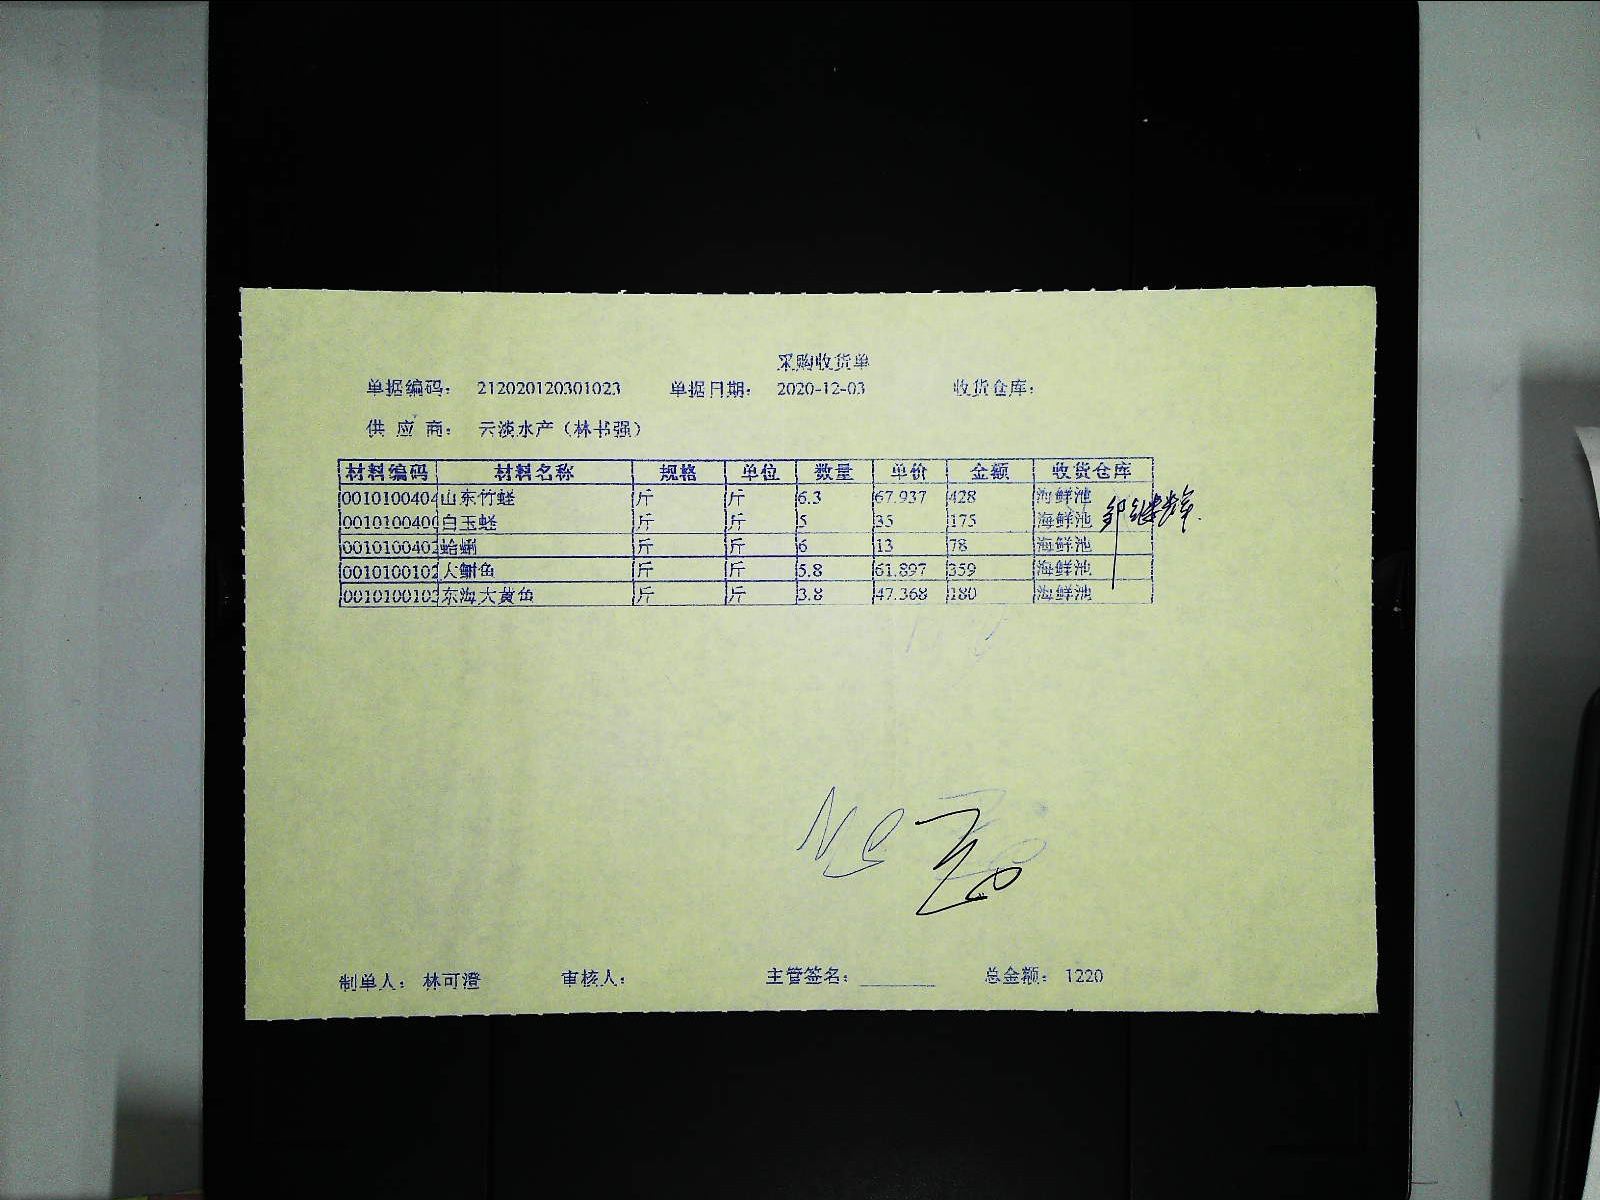 采购收货单
单据编码： 212020120301023 单据日期： 2020-12-03 收货仓库：
供 应 商： 云淡水产（林书强）
材料编码 材料名称 规格 单位 数量 单价 金额 收货仓库
0010100404 山东竹蛏 斤 斤 6.3 67.937 428 海鲜池
0010100400 白玉蛏 斤 斤 5 35 175 海鲜池
0010100402 蛤蜊 斤 斤 6 13 78 海鲜池
0010100102 大鮰鱼 斤 斤 5.8 61.897 359 海鲜池
0010100103 东海大黄鱼 斤 斤 3.8 47.368 180 海鲜池
制单人： 林可澄 审核人： 主管签名： 总金额： 1220